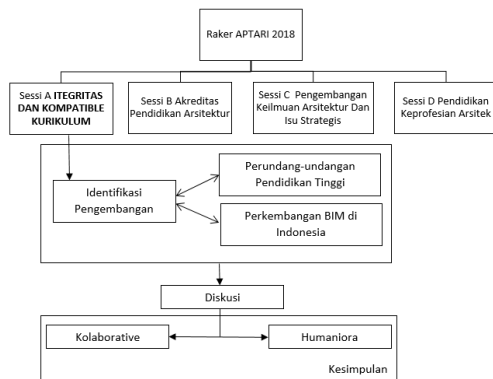 Raker APTARI 2018
Sessi A ITEGRITAS
DAN KOMPATIBLE
KURIKULUM
Sessi B Akreditas
Pendidikan Arsitektur
Sessi C Pengembangan
Keilmuan Arsitektur Dan
Isu Strategis
Sessi D Pendidikan
Keprofesian Arsitek
Identifikasi
Pengembangan
Perundang-undangan
Pendidikan Tinggi
Perkembangan BIM di
Indonesia
Diskusi
Kolaborative
Humaniora
Kesimpulan